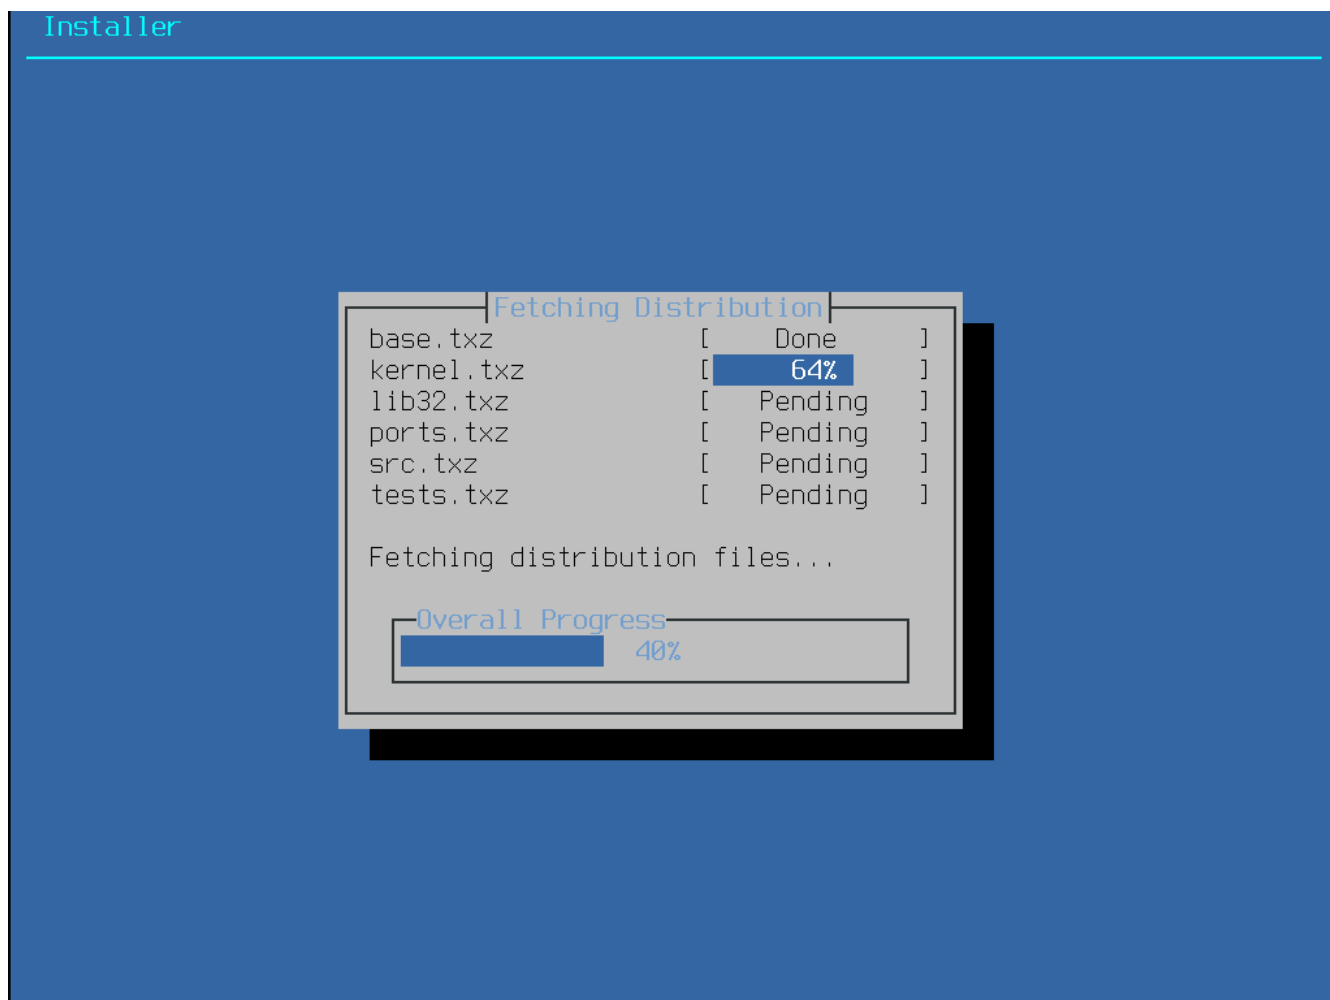 Installer
Fetching Distribution
base.txz [ Done ]
kernel.txz [ 64% ]
lib32.txz [ Pending ]
ports.txz [ Pending ]
src.txz [ Pending ]
tests.txz [ Pending ]
Fetching distribution files...
Overall Progress
40%